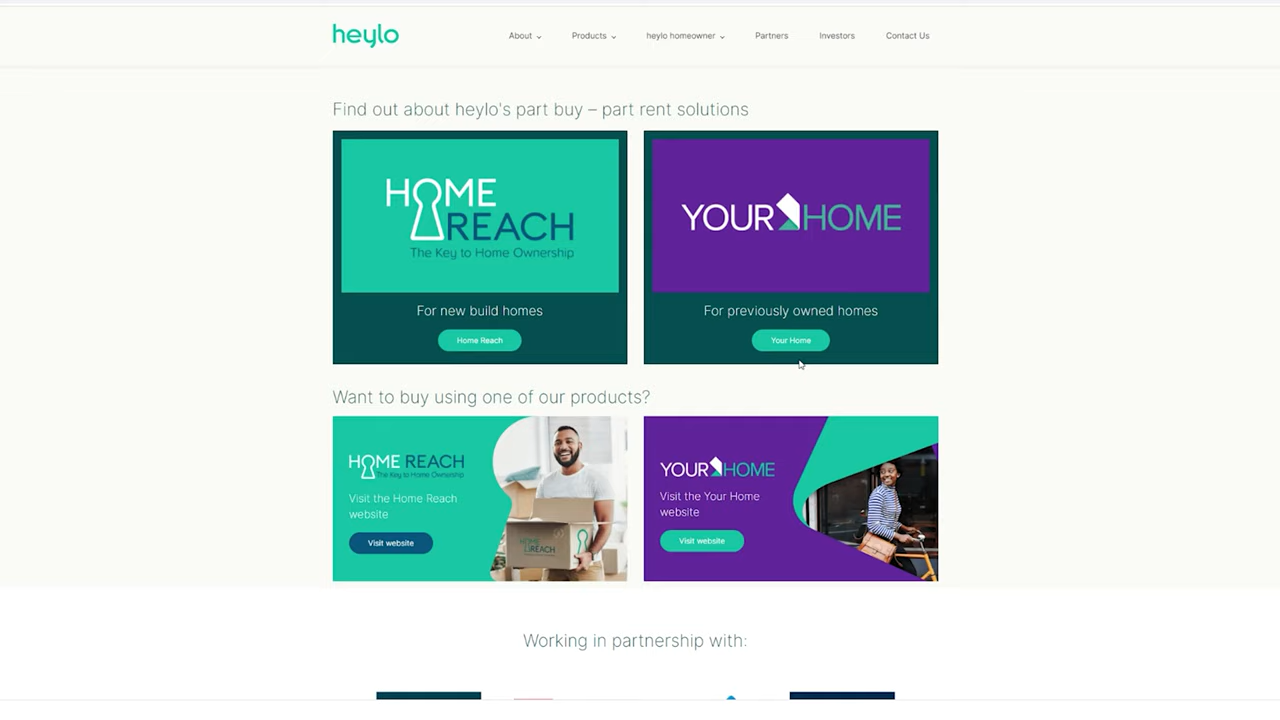 heylo
About
Products
heylo homeowner
Partners
Investors
Contact Us
Find out about heylo's part buy – part rent solutions
HOME
REACH
The Key to Home Ownership
YOUR HOME
For new build homes
For previously owned homes
Home Reach
Your Home
Want to buy using one of our products?
HOME REACH
The Key to Home Ownership
Visit the Home Reach
website
Visit website
HOME
REACH
YOUR HOME
Visit the Your Home
website
Visit website
Working in partnership with: